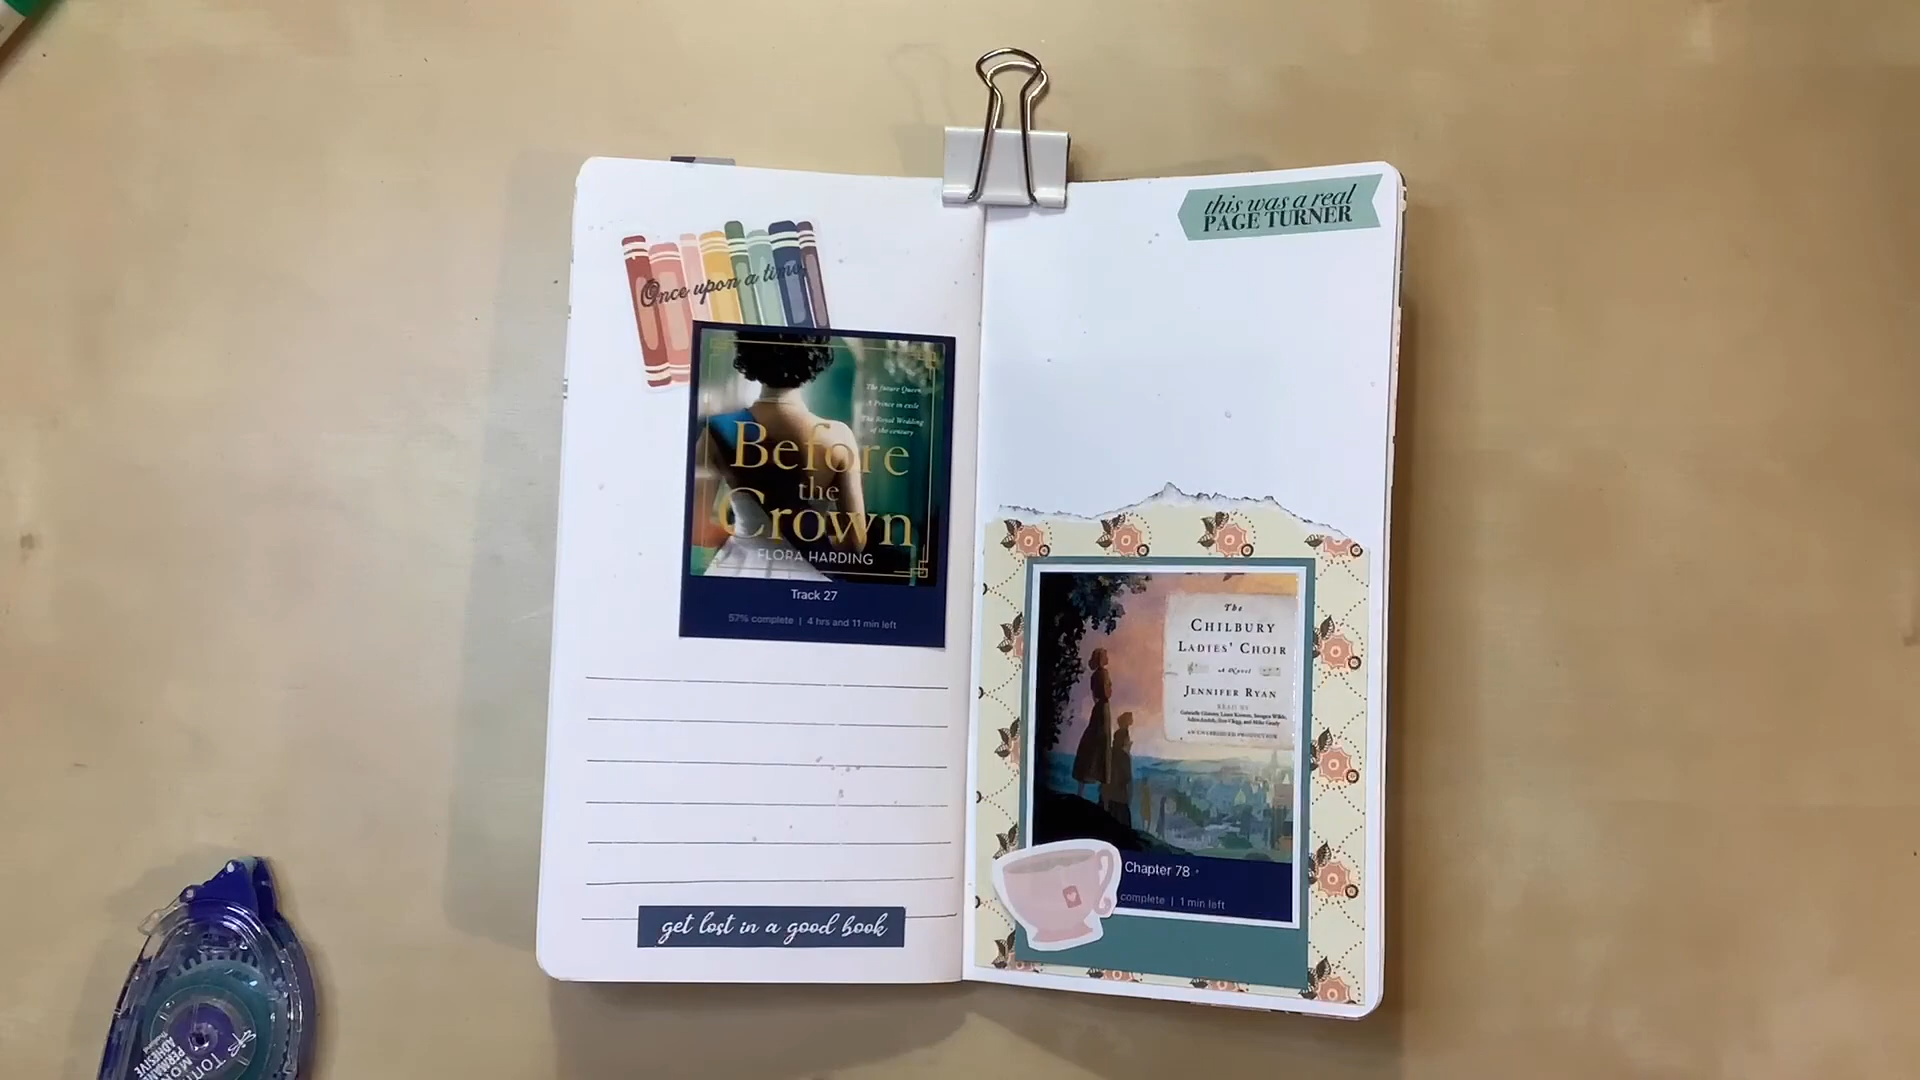 Once upon a time
The future Queen
A Prince in exile
The Royal Wedding
of the century
Before
the
Crown
FLORA HARDING
Track 27
57% complete | 4 hrs and 11 min left
get lost in a good book
this was a real
PAGE TURNER
The
CHILBURY
LADIES' CHOIR
A Novel
JENNIFER RYAN
READ BY
AN UNABRIDGED PRODUCTION
Chapter 78
complete | 1 min left
PERMANENT
ADHESIVE